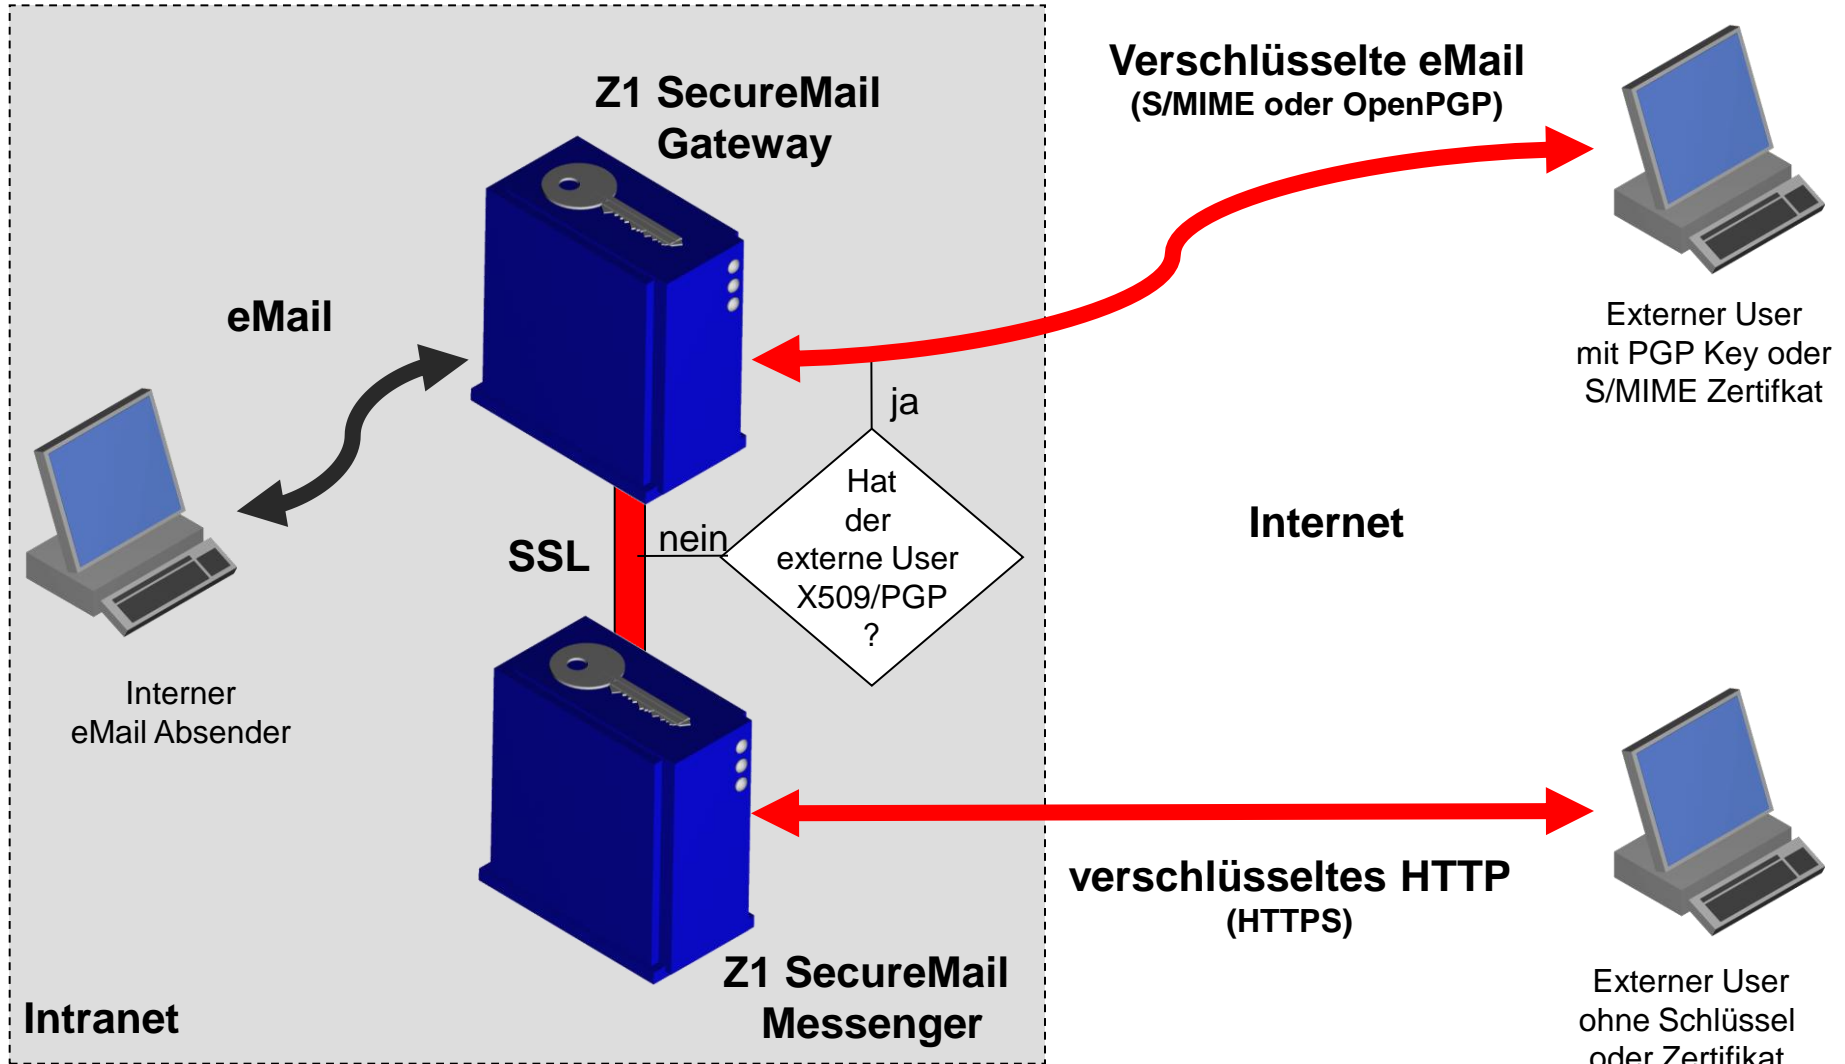 Z1 SecureMail
Gateway
Verschlüsselte eMail
(S/MIME oder OpenPGP)
eMail
Externer User
mit PGP Key oder
S/MIME Zertifkat
ja
Hat
der
externe User
X509/PGP
?
nein
SSL
Internet
Interner
eMail Absender
verschlüsseltes HTTP
(HTTPS)
Z1 SecureMail
Messenger
Intranet
Externer User
ohne Schlüssel
oder Zertifikat